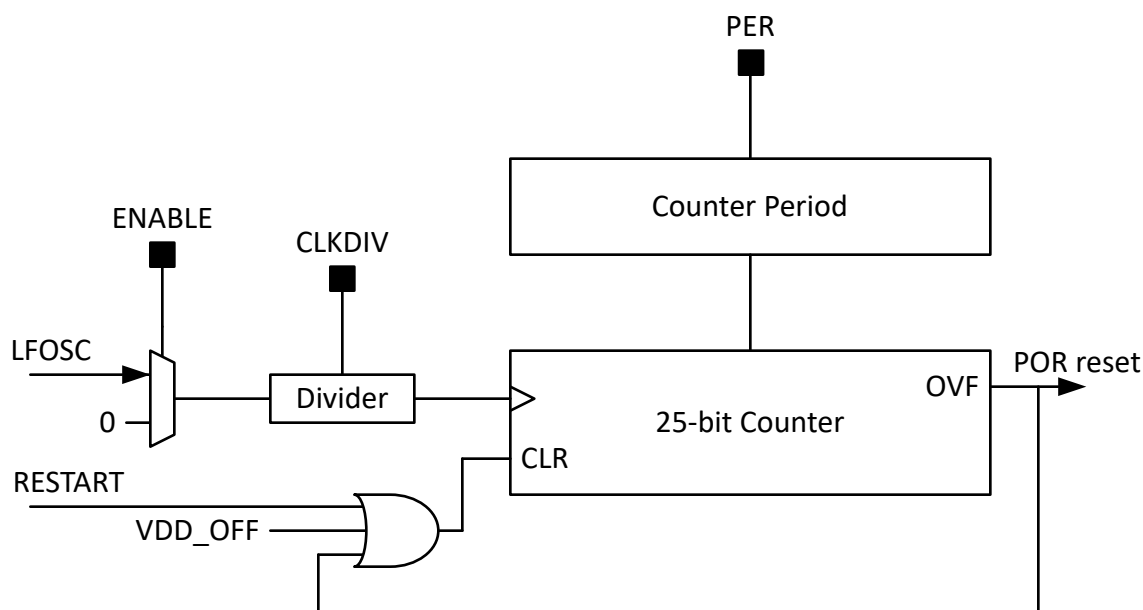 PER
Counter Period
ENABLE
CLKDIV
LFOSC
0
Divider
25-bit Counter
OVF
POR reset
CLR
RESTART
VDD_OFF